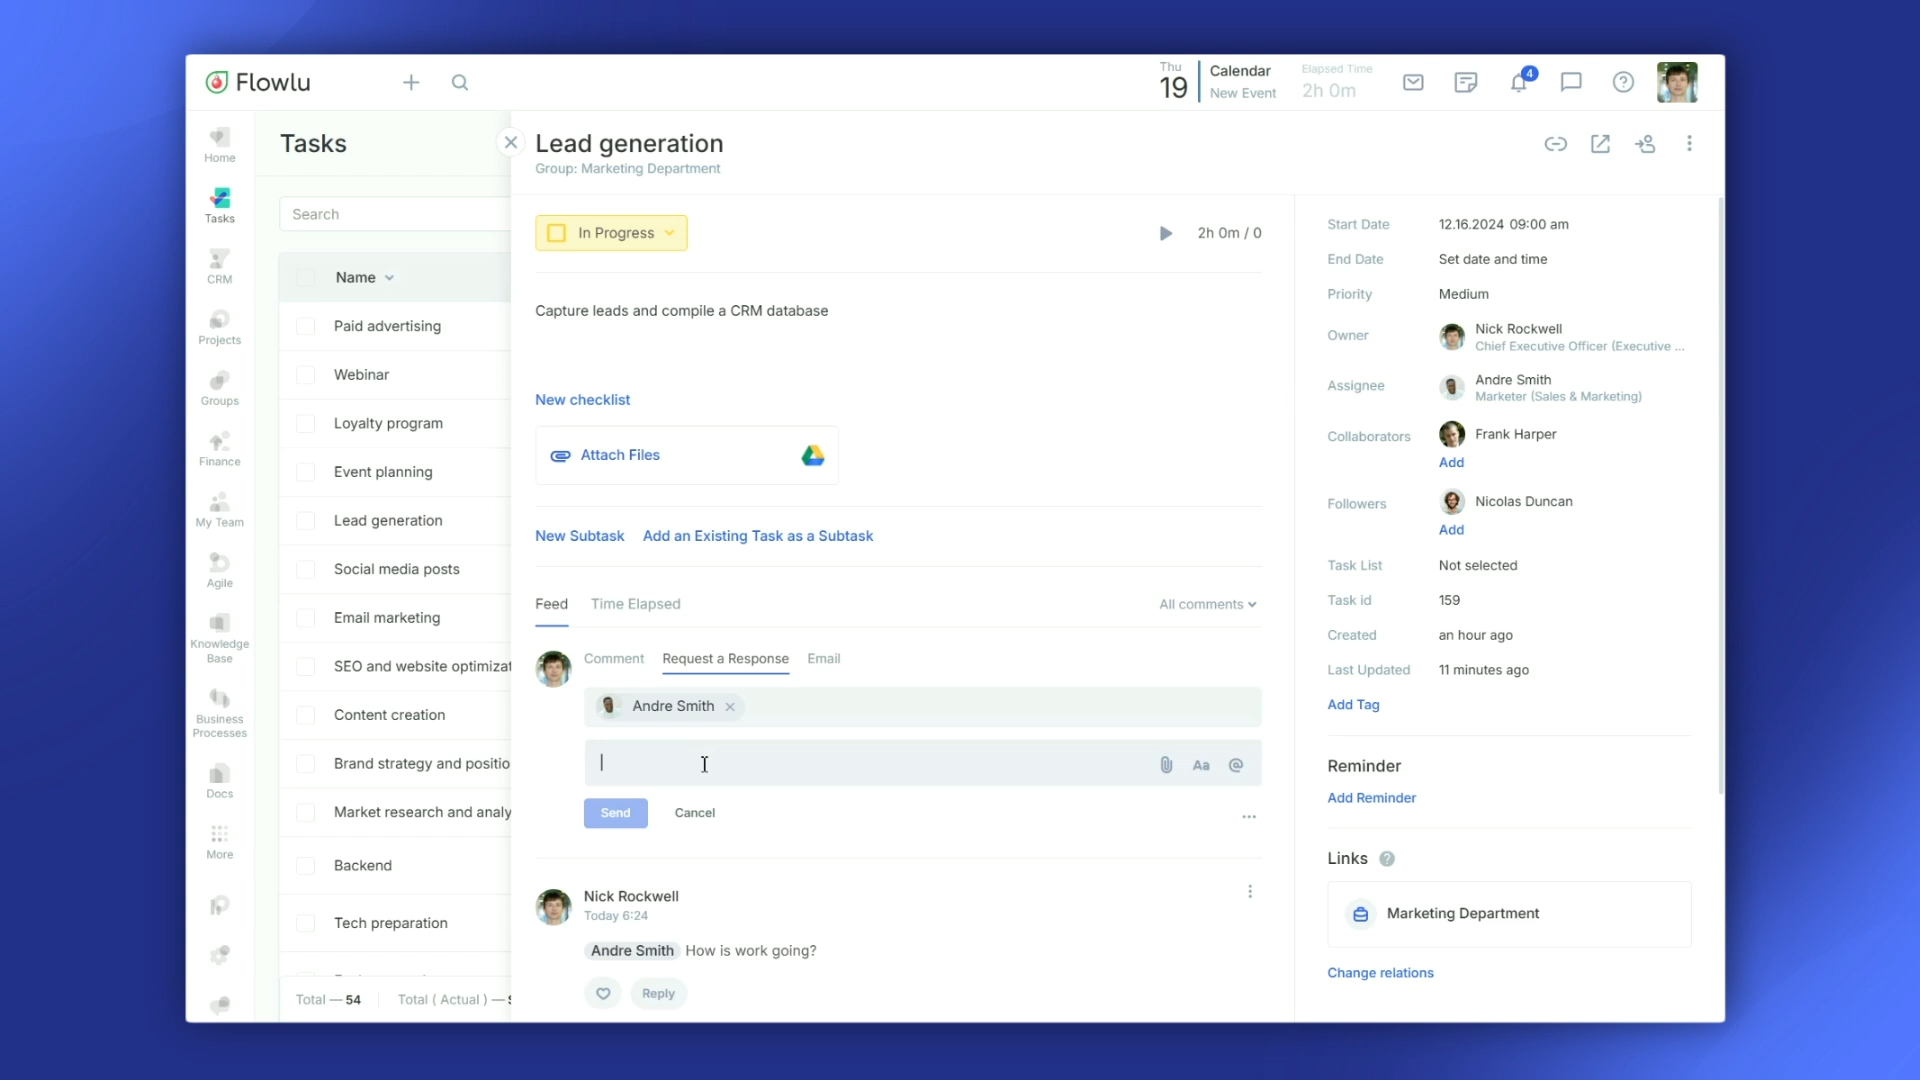 Flowlu
Thu
19
Calendar
New Event
Elapsed Time
2h 0m
4
Home
Tasks
CRM
Projects
Groups
Finance
My Team
Agile
Knowledge
Base
Business
Processes
Docs
More
Tasks
Search
Name
Paid advertising
Webinar
Loyalty program
Event planning
Lead generation
Social media posts
Email marketing
SEO and website optimizat
Content creation
Brand strategy and positio
Market research and analy
Backend
Tech preparation
Total — 54
Total ( Actual ) —
Lead generation
Group: Marketing Department
In Progress
2h 0m / 0
Capture leads and compile a CRM database
New checklist
Attach Files
New Subtask
Add an Existing Task as a Subtask
Feed
Time Elapsed
All comments
Comment
Request a Response
Email
Andre Smith
Aa
@
Send
Cancel
Nick Rockwell
Today 6:24
Andre Smith How is work going?
Reply
Start Date 12.16.2024 09:00 am
End Date Set date and time
Priority Medium
Owner Nick Rockwell
Chief Executive Officer (Executive ...
Assignee Andre Smith
Marketer (Sales & Marketing)
Collaborators Frank Harper
Add
Followers Nicolas Duncan
Add
Task List Not selected
Task id 159
Created an hour ago
Last Updated 11 minutes ago
Add Tag
Reminder
Add Reminder
Links ?
Marketing Department
Change relations